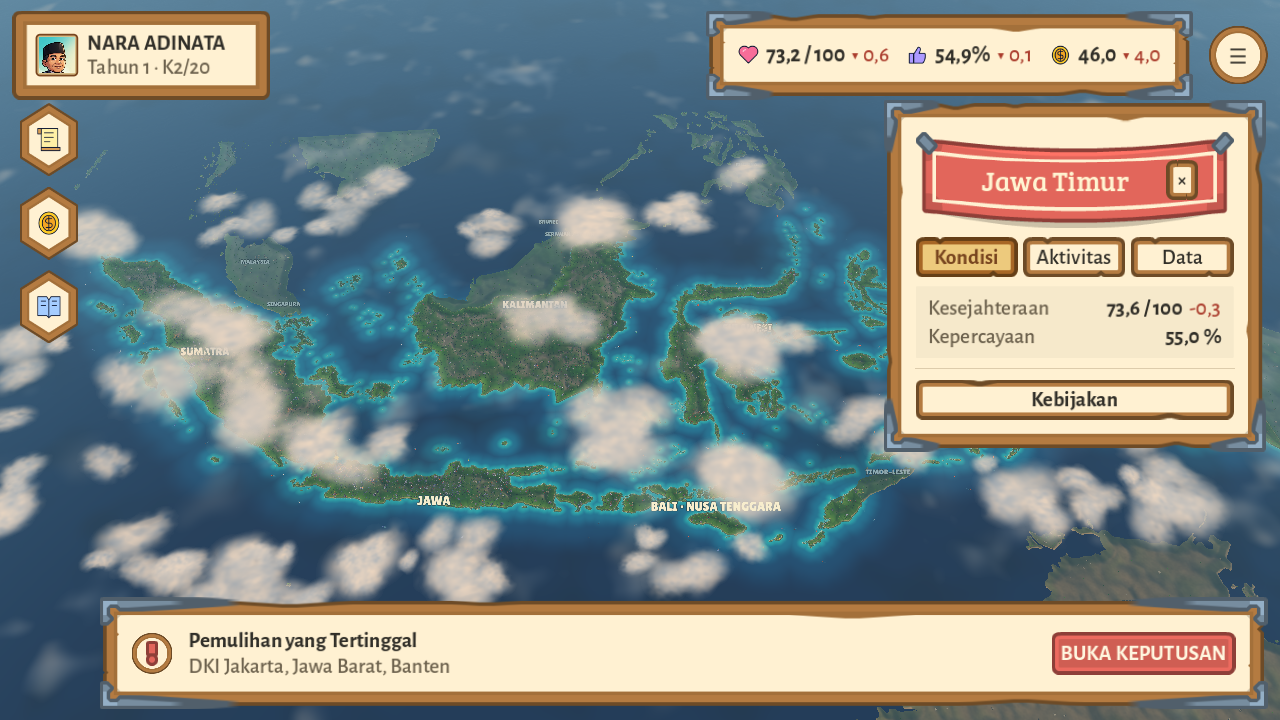 NARA ADINATA
Tahun 1 · K2/20
73,2 / 100 ▾ 0,6
54,9% ▾ 0,1
46,0 ▾ 4,0
Jawa Timur
×
Kondisi
Aktivitas
Data
Kesejahteraan 73,6 / 100 -0,3
Kepercayaan 55,0 %
Kebijakan
MALAYSIA
SINGAPURA
SUMATRA
KALIMANTAN
JAWA
BALI · NUSA TENGGARA
TIMOR-LESTE
Pemulihan yang Tertinggal
DKI Jakarta, Jawa Barat, Banten
BUKA KEPUTUSAN